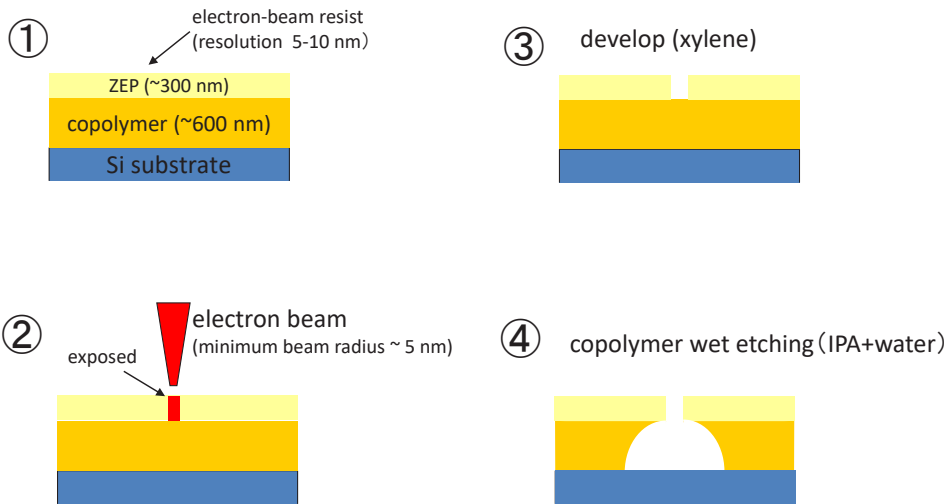 ①
electron-beam resist
(resolution 5-10 nm）
ZEP (~300 nm)
copolymer (~600 nm)
Si substrate
②
electron beam
(minimum beam radius ~ 5 nm)
exposed
③
develop (xylene)
④
copolymer wet etching（IPA+water）